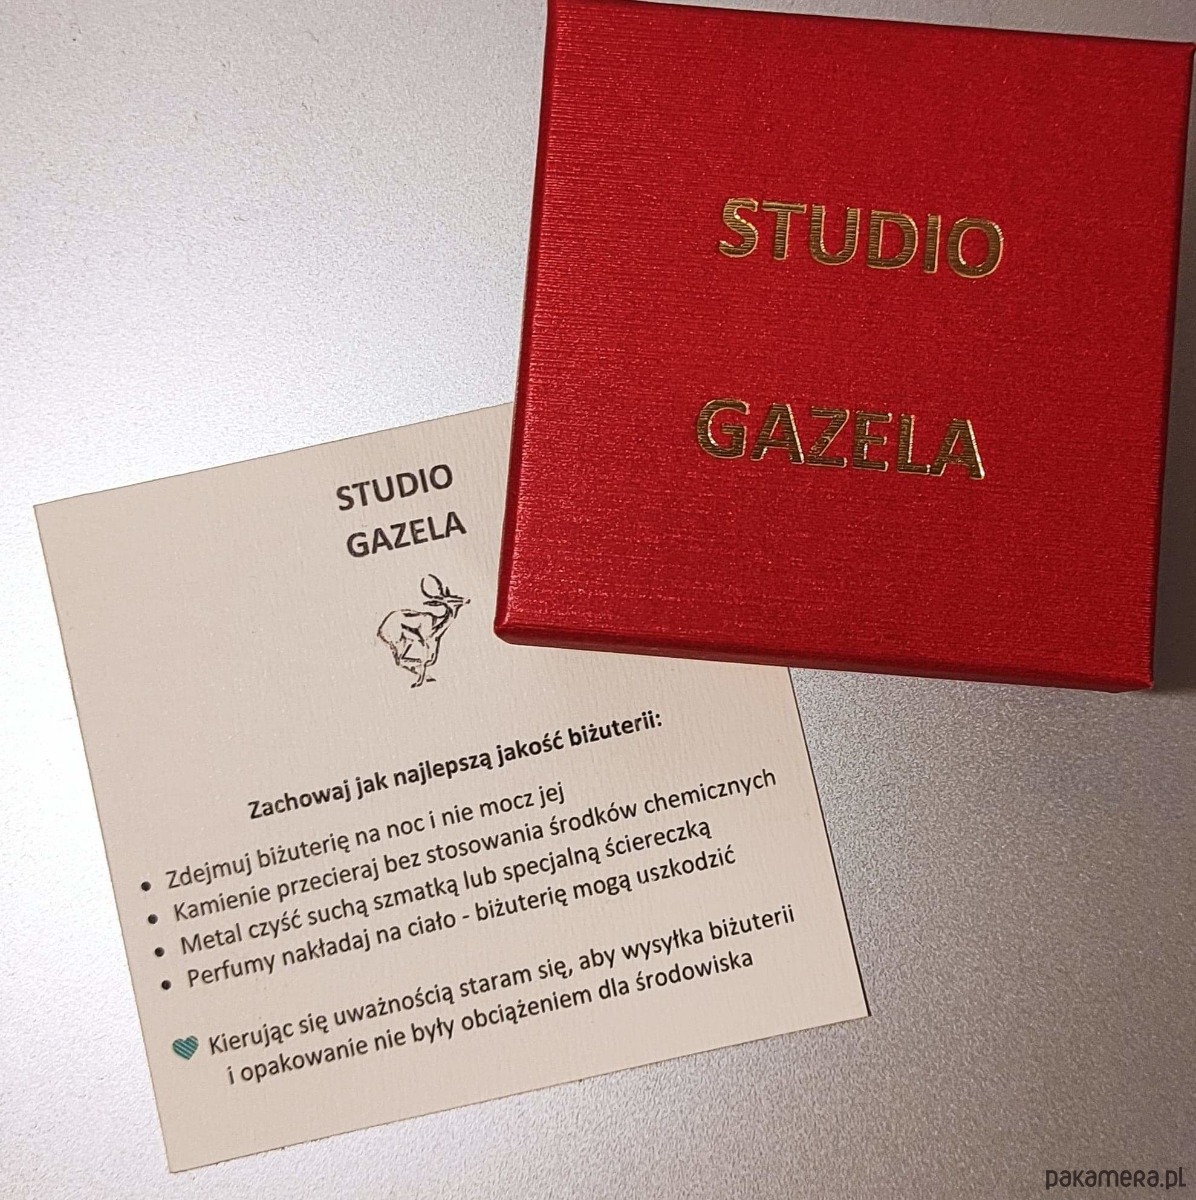 STUDIO
GAZELA
STUDIO
GAZELA
Zachowaj jak najlepszą jakość biżuterii:
• Zdejmuj biżuterię na noc i nie mocz jej
• Kamienie przecieraj bez stosowania środków chemicznych
• Metal czyść suchą szmatką lub specjalną ściereczką
• Perfumy nakładaj na ciało - biżuterię mogą uszkodzić
Kierując się uważnością staram się, aby wysyłka biżuterii
i opakowanie nie były obciążeniem dla środowiska
pakamera.pl